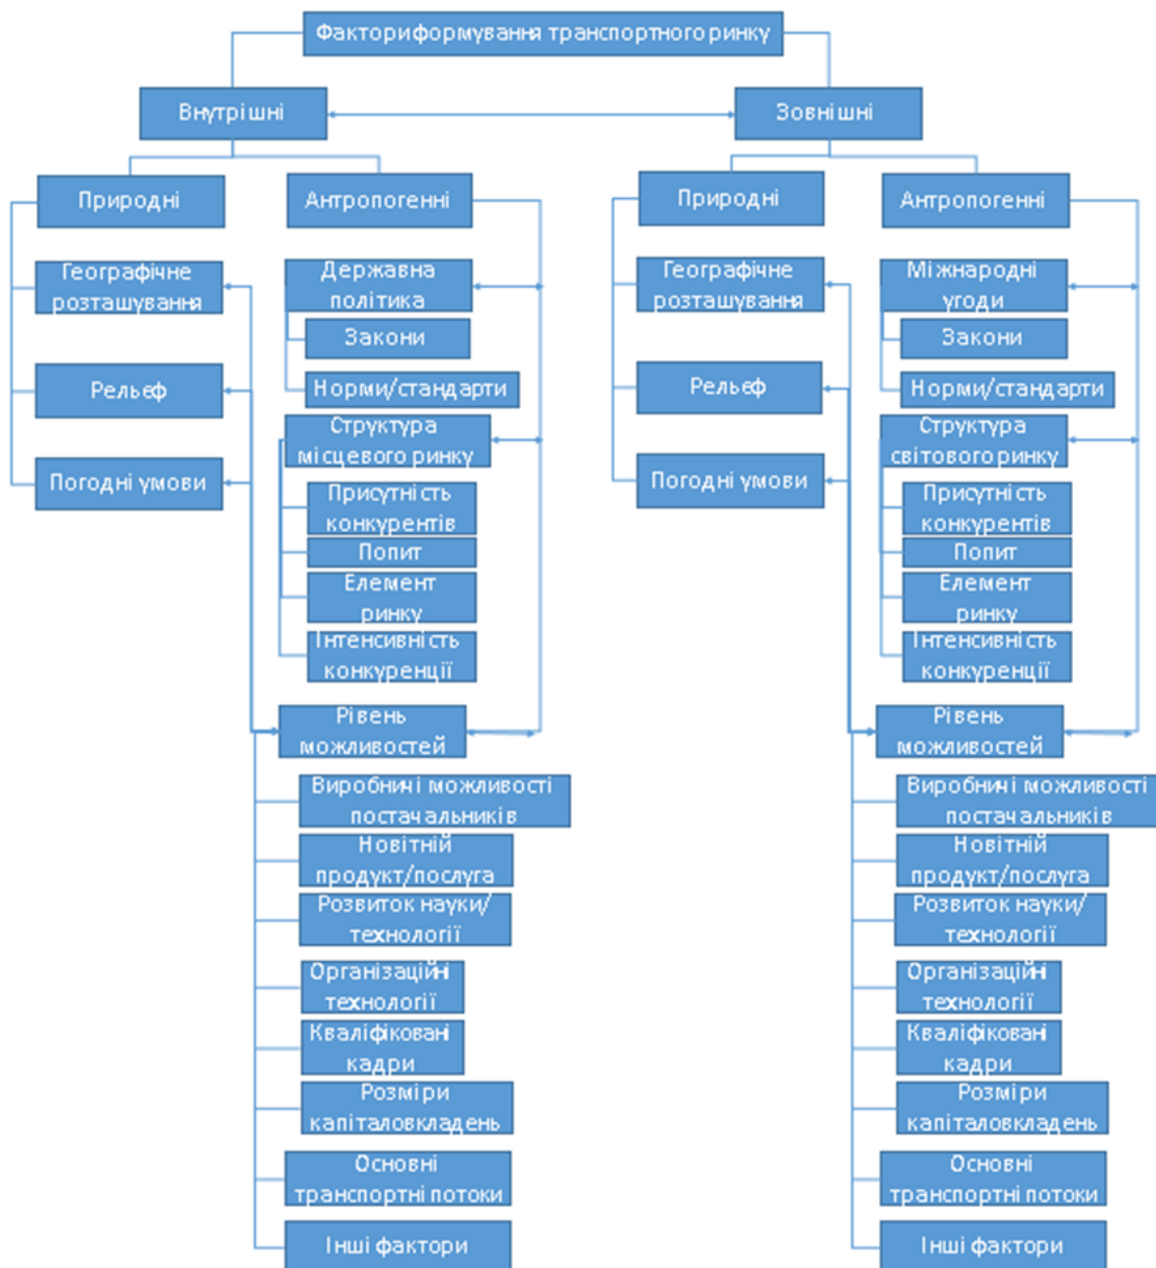 Фактори формування транспортного ринку
Внутрішні
Природні
Географічне
розташування
Рельєф
Погодні умови
Антропогенні
Державна
політика
Закони
Норми/стандарти
Структура
місцевого ринку
Присутність
конкурентів
Попит
Елемент
ринку
Інтенсивність
конкуренції
Рівень
можливостей
Виробничі можливості
постачальників
Новітній
продукт/послуга
Розвиток науки/
технології
Організаційні
технології
Кваліфіковані
кадри
Розміри
капіталовкладень
Основні
транспортні потоки
Інші фактори
Зовнішні
Природні
Географічне
розташування
Рельєф
Погодні умови
Антропогенні
Міжнародні
угоди
Закони
Норми/стандарти
Структура
світового ринку
Присутність
конкурентів
Попит
Елемент
ринку
Інтенсивність
конкуренції
Рівень
можливостей
Виробничі можливості
постачальників
Новітній
продукт/послуга
Розвиток науки/
технології
Організаційні
технології
Кваліфіковані
кадри
Розміри
капіталовкладень
Основні
транспортні потоки
Інші фактори